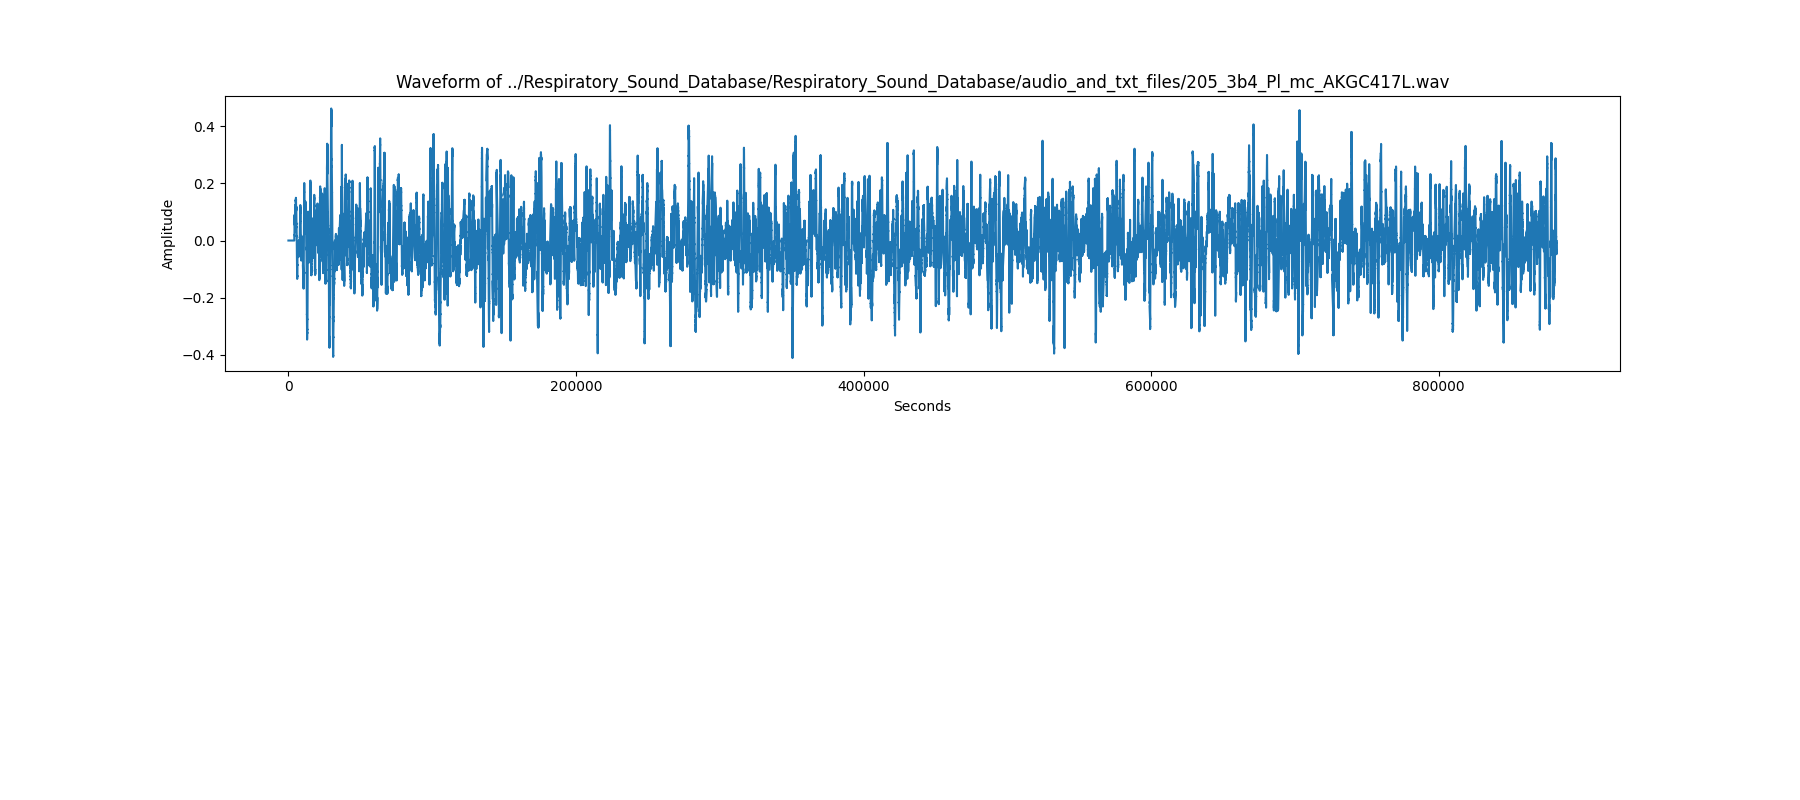 Waveform of ../Respiratory_Sound_Database/Respiratory_Sound_Database/audio_and_txt_files/205_3b4_Pl_mc_AKGC417L.wav
0.4
0.2
0.0
−0.2
−0.4
Amplitude
0 200000 400000 600000 800000
Seconds